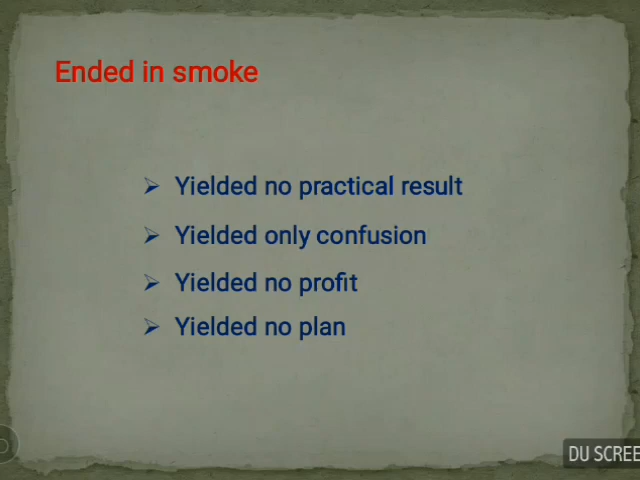 Ended in smoke
Yielded no practical result
Yielded only confusion
Yielded no profit
Yielded no plan
DU SCREE